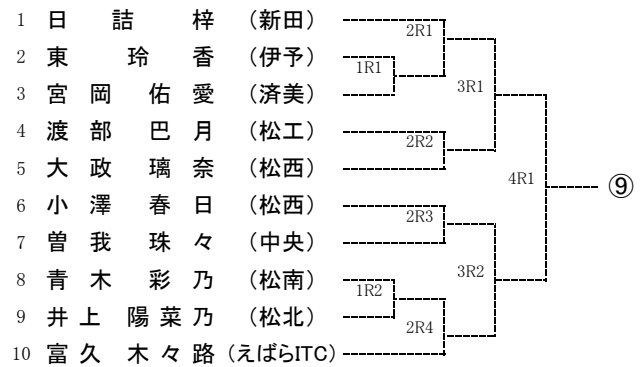 1 日 詰 梓 (新田)
2R1
2 東 玲 香 (伊予)
1R1
3 宮 岡 佑 愛 (済美)
3R1
4 渡 部 巴 月 (松工)
2R2
5 大 政 璃 奈 (松西)
4R1 ⑨
6 小 澤 春 日 (松西)
2R3
7 曽 我 珠 々 (中央)
3R2
8 青 木 彩 乃 (松南)
1R2
9 井 上 陽 菜 乃 (松北)
2R4
10 富 久 木 々 路 (えばらITC)